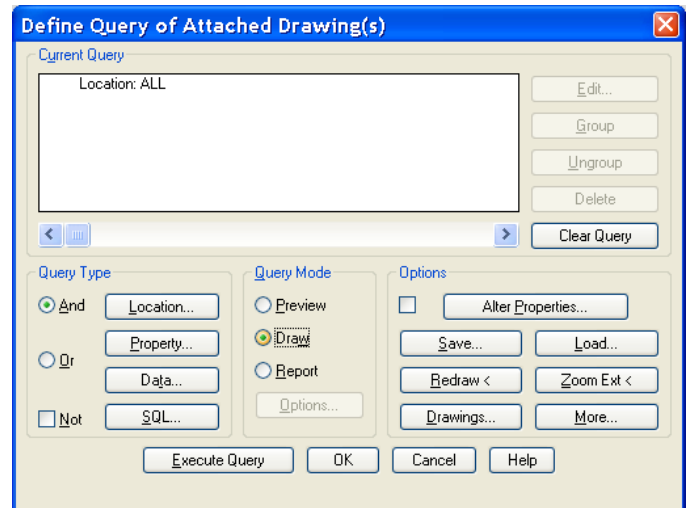 Define Query of Attached Drawing(s)
Current Query
Location: ALL
Edit...
Group
Ungroup
Delete
Clear Query
Query Type
And
Location...
Property...
Or
Data...
Not
SQL...
Query Mode
Preview
Draw
Report
Options...
Options
Alter Properties...
Save...
Load...
Redraw <
Zoom Ext <
Drawings...
More...
Execute Query
OK
Cancel
Help